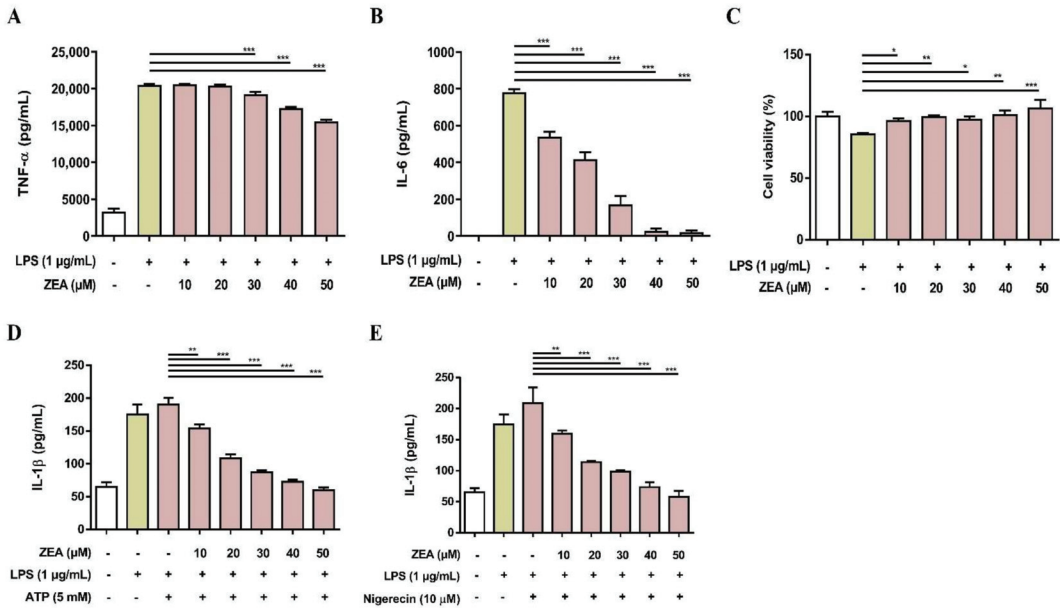 A
TNF-α (pg/mL)
25,000
20,000
15,000
10,000
5000
0
***
***
***
LPS (1 µg/mL) - + + + + + +
ZEA (µM) - - 10 20 30 40 50
B
IL-6 (pg/mL)
1000
800
600
400
200
0
***
***
***
***
***
LPS (1 µg/mL) - + + + + + +
ZEA (µM) - - 10 20 30 40 50
C
Cell viability (%)
150
100
50
0
*
**
*
**
***
LPS (1 µg/mL) - + + + + + +
ZEA (µM) - - 10 20 30 40 50
D
IL-1β (pg/mL)
250
200
150
100
50
0
**
***
***
***
***
ZEA (µM) - - - 10 20 30 40 50
LPS (1 µg/mL) - + + + + + + +
ATP (5 mM) - - + + + + + +
E
IL-1β (pg/mL)
250
200
150
100
50
0
**
***
***
***
***
ZEA (µM) - - - 10 20 30 40 50
LPS (1 µg/mL) - + + + + + + +
Nigerecin (10 µM) - - + + + + + +